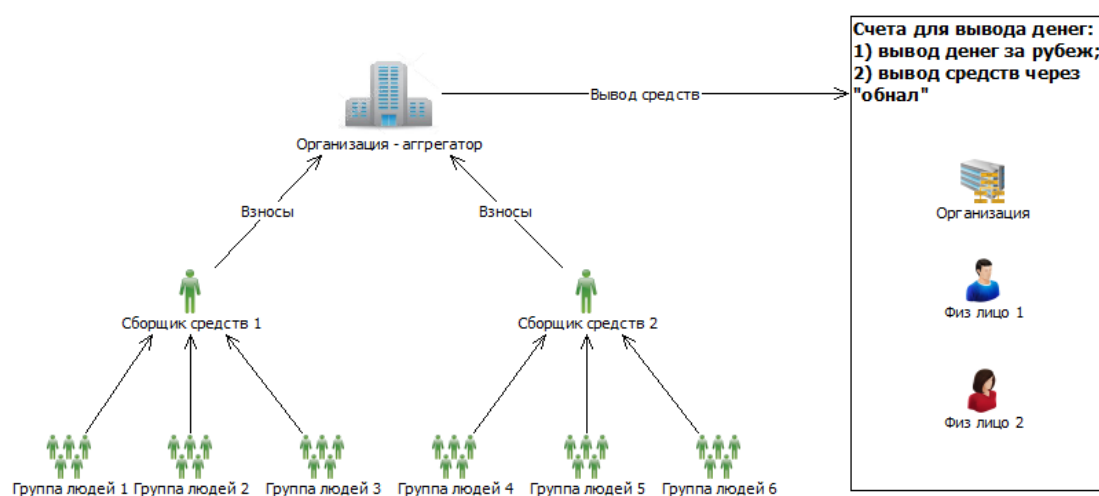 Счета для вывода денег:
1) вывод денег за рубеж;
2) вывод средств через
"обнал"
Вывод средств
Организация - аггрегатор
Взносы
Взносы
Организация
Сборщик средств 1
Сборщик средств 2
Физ лицо 1
Физ лицо 2
Группа людей 1
Группа людей 2
Группа людей 3
Группа людей 4
Группа людей 5
Группа людей 6